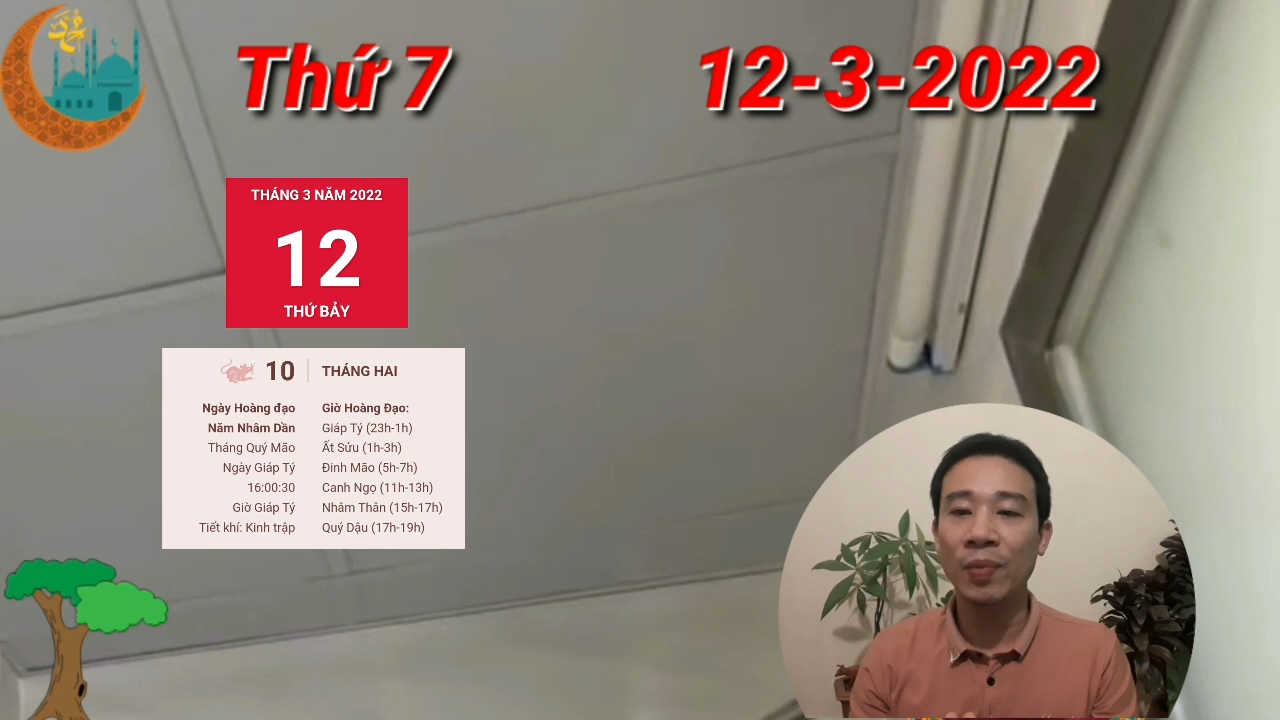 Thứ 7
12-3-2022
THÁNG 3 NĂM 2022
12
THỨ BẢY
10
THÁNG HAI
Ngày Hoàng đạo
Năm Nhâm Dần
Tháng Quý Mão
Ngày Giáp Tý
16:00:30
Giờ Giáp Tý
Tiết khí: Kinh trập
Giờ Hoàng Đạo:
Giáp Tý (23h-1h)
Ất Sửu (1h-3h)
Đinh Mão (5h-7h)
Canh Ngọ (11h-13h)
Nhâm Thân (15h-17h)
Quý Dậu (17h-19h)